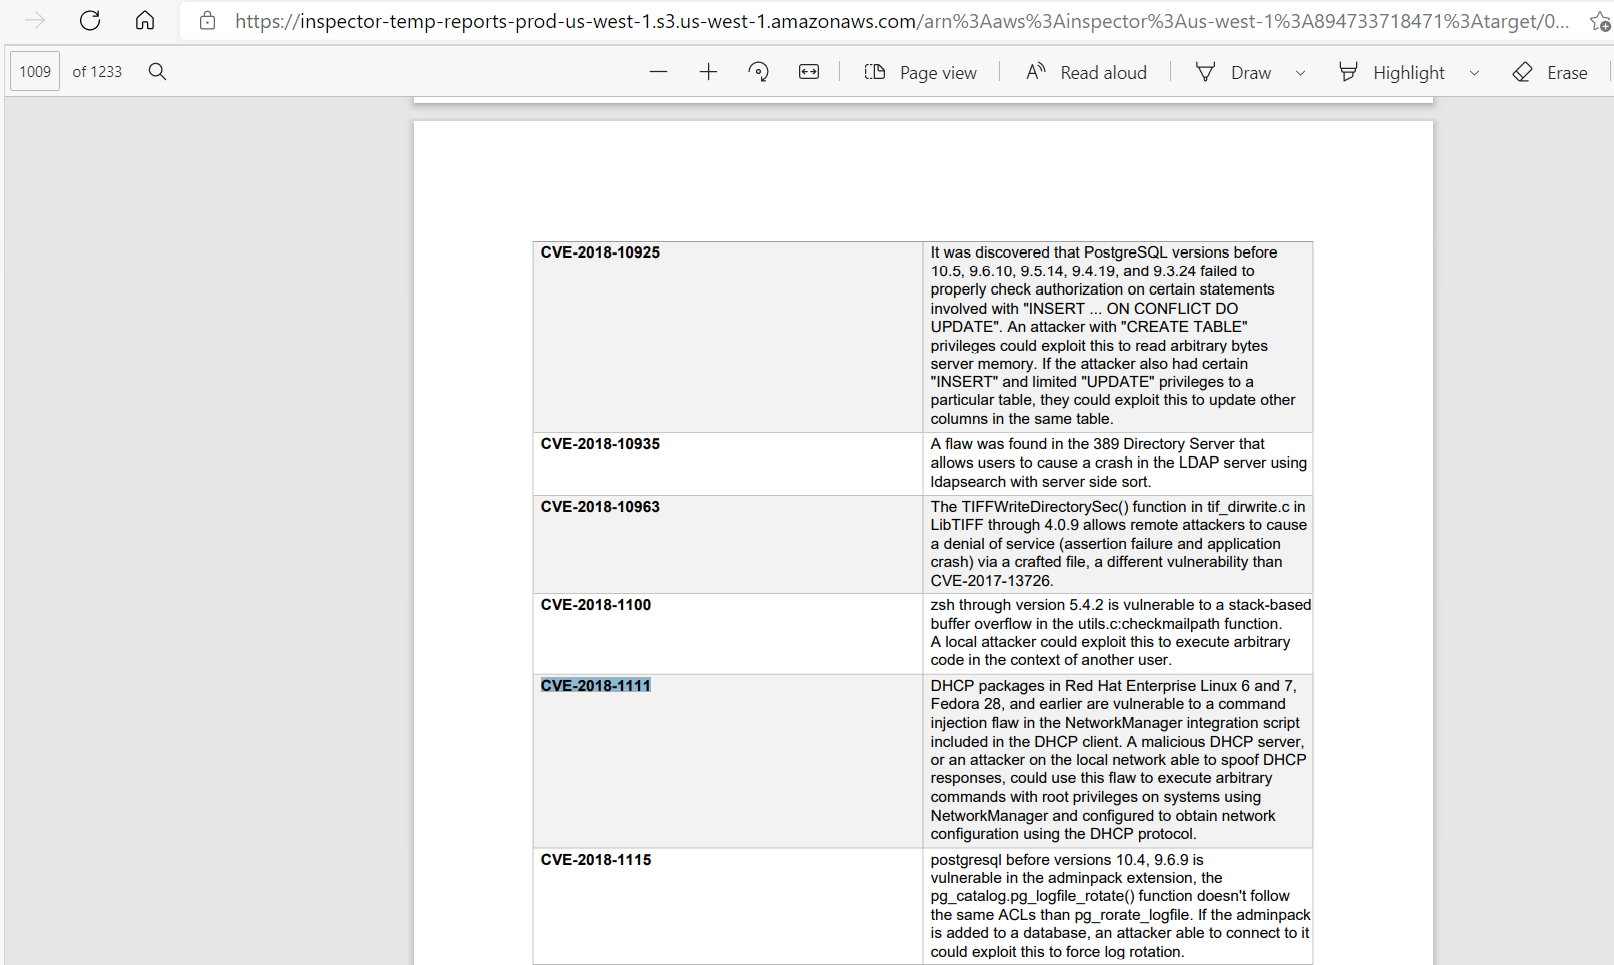 https://inspector-temp-reports-prod-us-west-1.s3.us-west-1.amazonaws.com/arn%3Aaws%3Ainspector%3Aus-west-1%3A894733718471%3Atarget/0...
1009 of 1233
Page view
Read aloud
Draw
Highlight
Erase
CVE-2018-10925
It was discovered that PostgreSQL versions before
10.5, 9.6.10, 9.5.14, 9.4.19, and 9.3.24 failed to
properly check authorization on certain statements
involved with "INSERT ... ON CONFLICT DO
UPDATE". An attacker with "CREATE TABLE"
privileges could exploit this to read arbitrary bytes
server memory. If the attacker also had certain
"INSERT" and limited "UPDATE" privileges to a
particular table, they could exploit this to update other
columns in the same table.
CVE-2018-10935
A flaw was found in the 389 Directory Server that
allows users to cause a crash in the LDAP server using
ldapsearch with server side sort.
CVE-2018-10963
The TIFFWriteDirectorySec() function in tif_dirwrite.c in
LibTIFF through 4.0.9 allows remote attackers to cause
a denial of service (assertion failure and application
crash) via a crafted file, a different vulnerability than
CVE-2017-13726.
CVE-2018-1100
zsh through version 5.4.2 is vulnerable to a stack-based
buffer overflow in the utils.c:checkmailpath function.
A local attacker could exploit this to execute arbitrary
code in the context of another user.
CVE-2018-1111
DHCP packages in Red Hat Enterprise Linux 6 and 7,
Fedora 28, and earlier are vulnerable to a command
injection flaw in the NetworkManager integration script
included in the DHCP client. A malicious DHCP server,
or an attacker on the local network able to spoof DHCP
responses, could use this flaw to execute arbitrary
commands with root privileges on systems using
NetworkManager and configured to obtain network
configuration using the DHCP protocol.
CVE-2018-1115
postgresql before versions 10.4, 9.6.9 is
vulnerable in the adminpack extension, the
pg_catalog.pg_logfile_rotate() function doesn't follow
the same ACLs than pg_rorate_logfile. If the adminpack
is added to a database, an attacker able to connect to it
could exploit this to force log rotation.